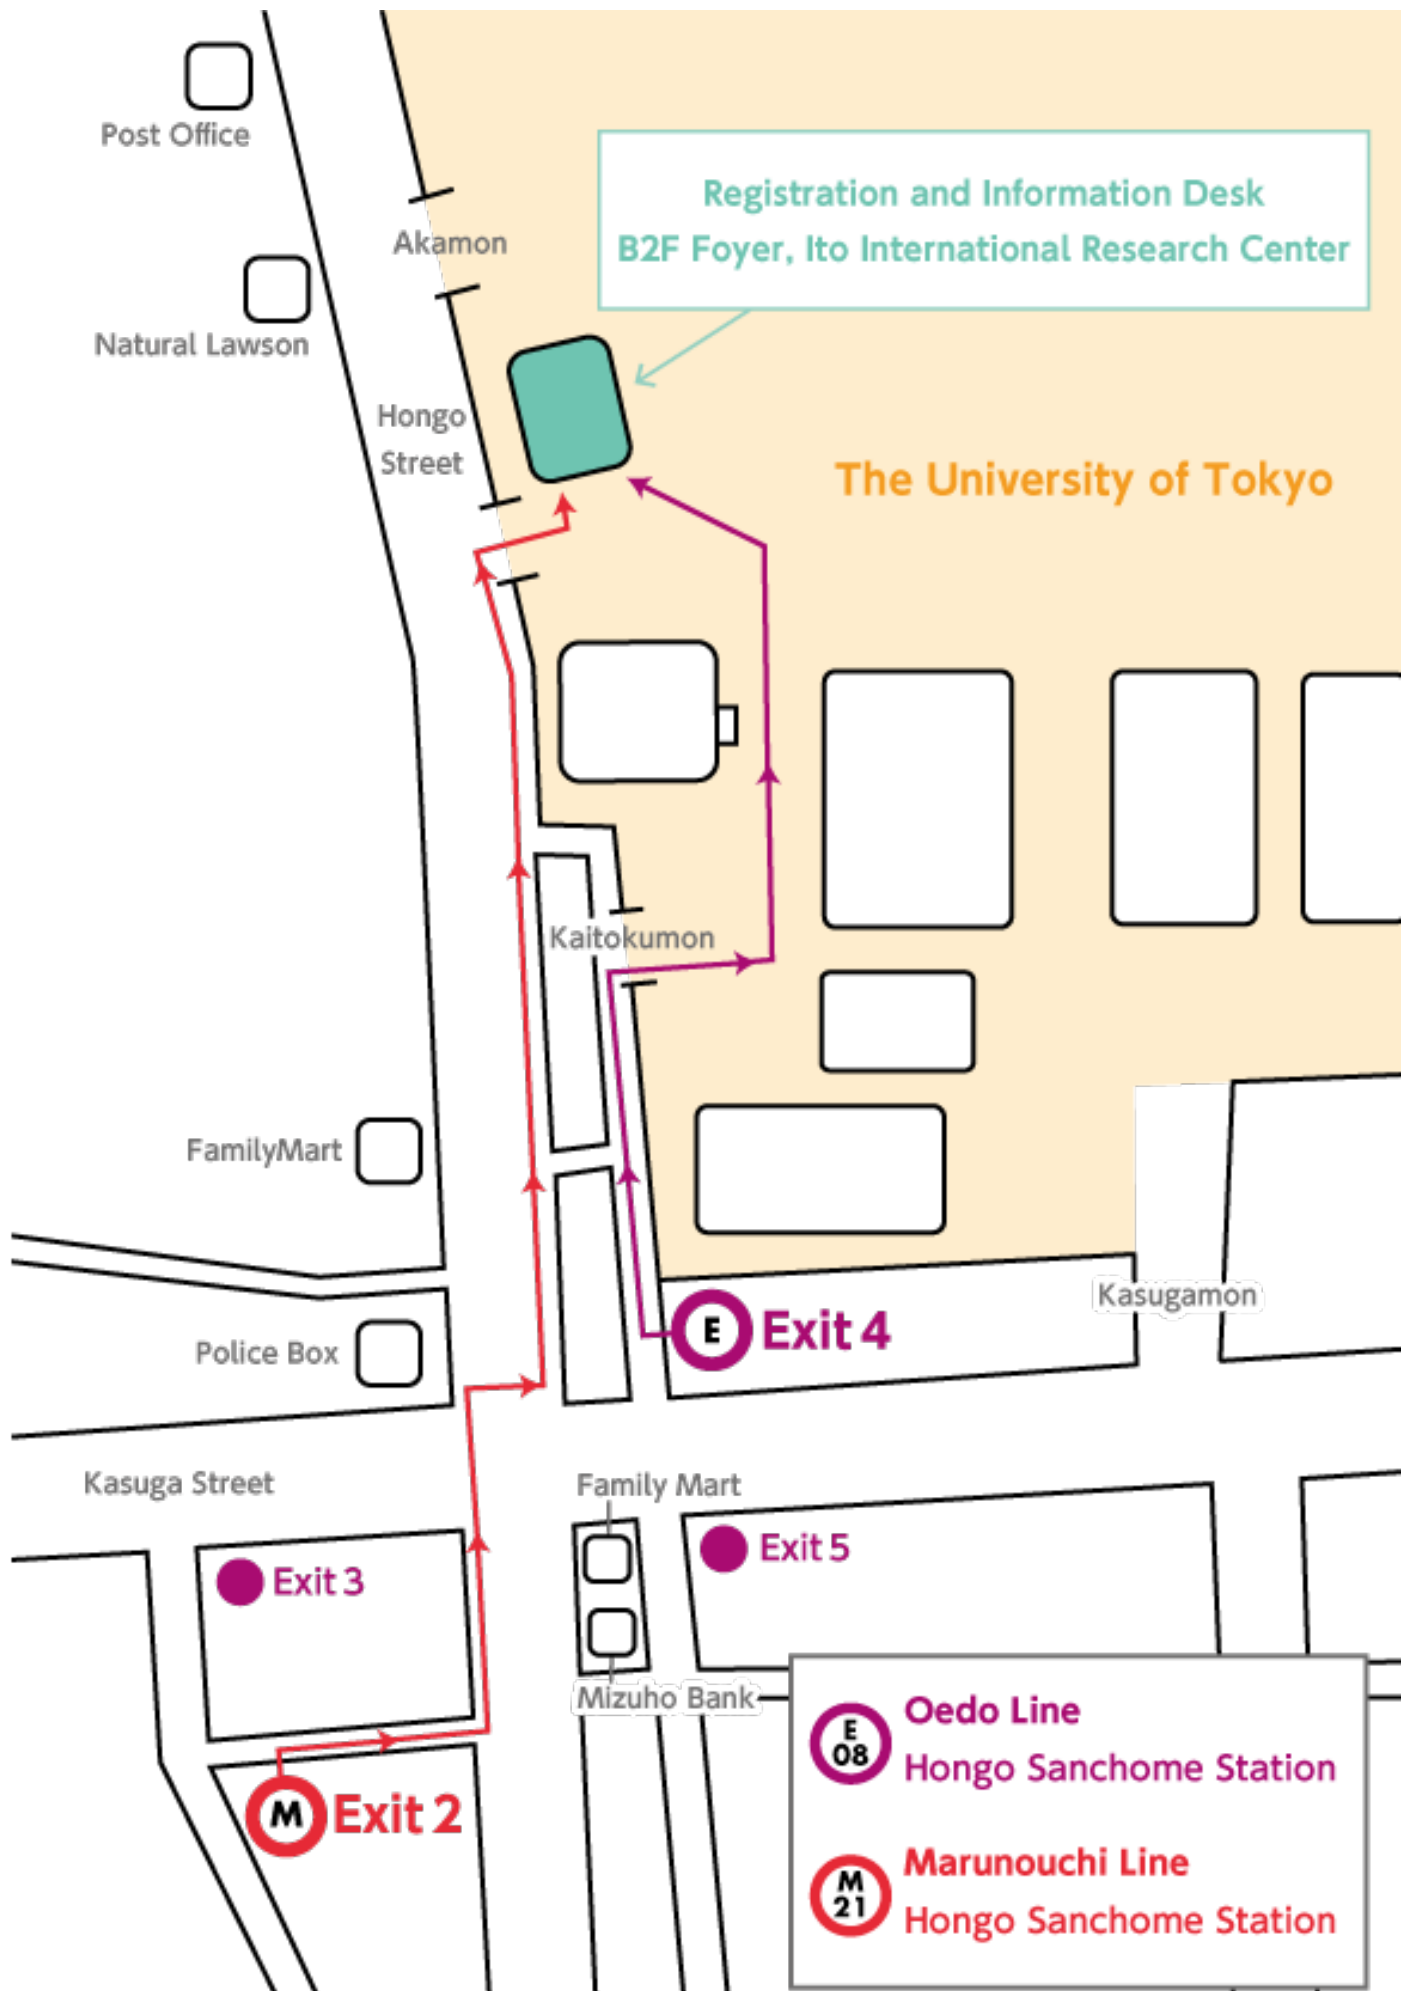 Post Office
Registration and Information Desk
B2F Foyer, Ito International Research Center
Akamon
Natural Lawson
Hongo
Street
The University of Tokyo
Kaitokumon
FamilyMart
Kasugamon
E
Exit 4
Police Box
Kasuga Street
Family Mart
Exit 5
Exit 3
Mizuho Bank
M
Exit 2
E
08
Oedo Line
Hongo Sanchome Station
M
21
Marunouchi Line
Hongo Sanchome Station